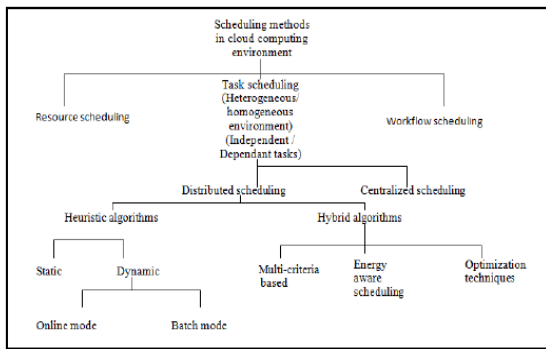 Scheduling methods
in cloud computing
environment
Resource scheduling
Task scheduling
(Heterogeneous/
homogeneous
environment)
(Independent /
Dependant tasks)
Workflow scheduling
Distributed scheduling
Centralized scheduling
Heuristic algorithms
Hybrid algorithms
Static
Dynamic
Multi-criteria
based
Energy
aware
scheduling
Optimization
techniques
Online mode
Batch mode